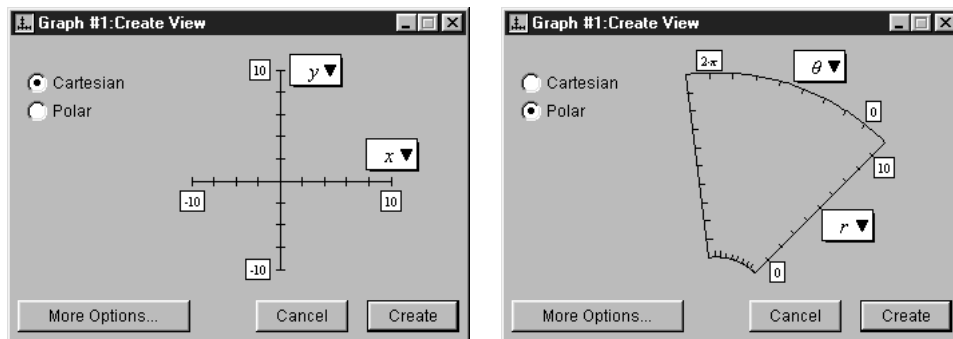 Graph #1:Create View
Cartesian
Polar
10
y
x
-10
10
-10
More Options...
Cancel
Create
Graph #1:Create View
Cartesian
Polar
2·π
θ
0
10
r
0
More Options...
Cancel
Create